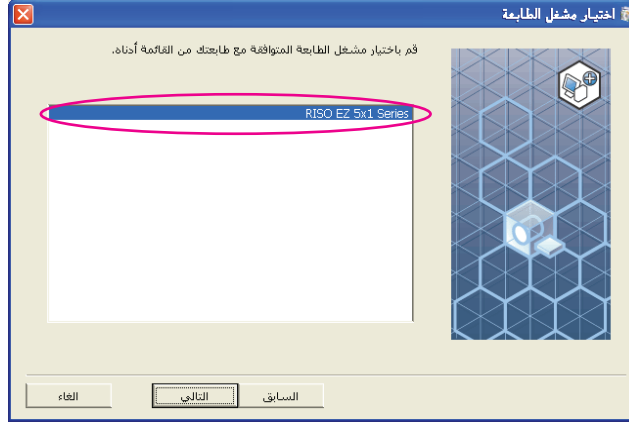 اختيار مشغل الطابعة
قم باختيار مشغل الطابعة المتوافقة مع طابعتك من القائمة أدناه.
RISO EZ 5x1 Series
السابق
التالي
الغاء